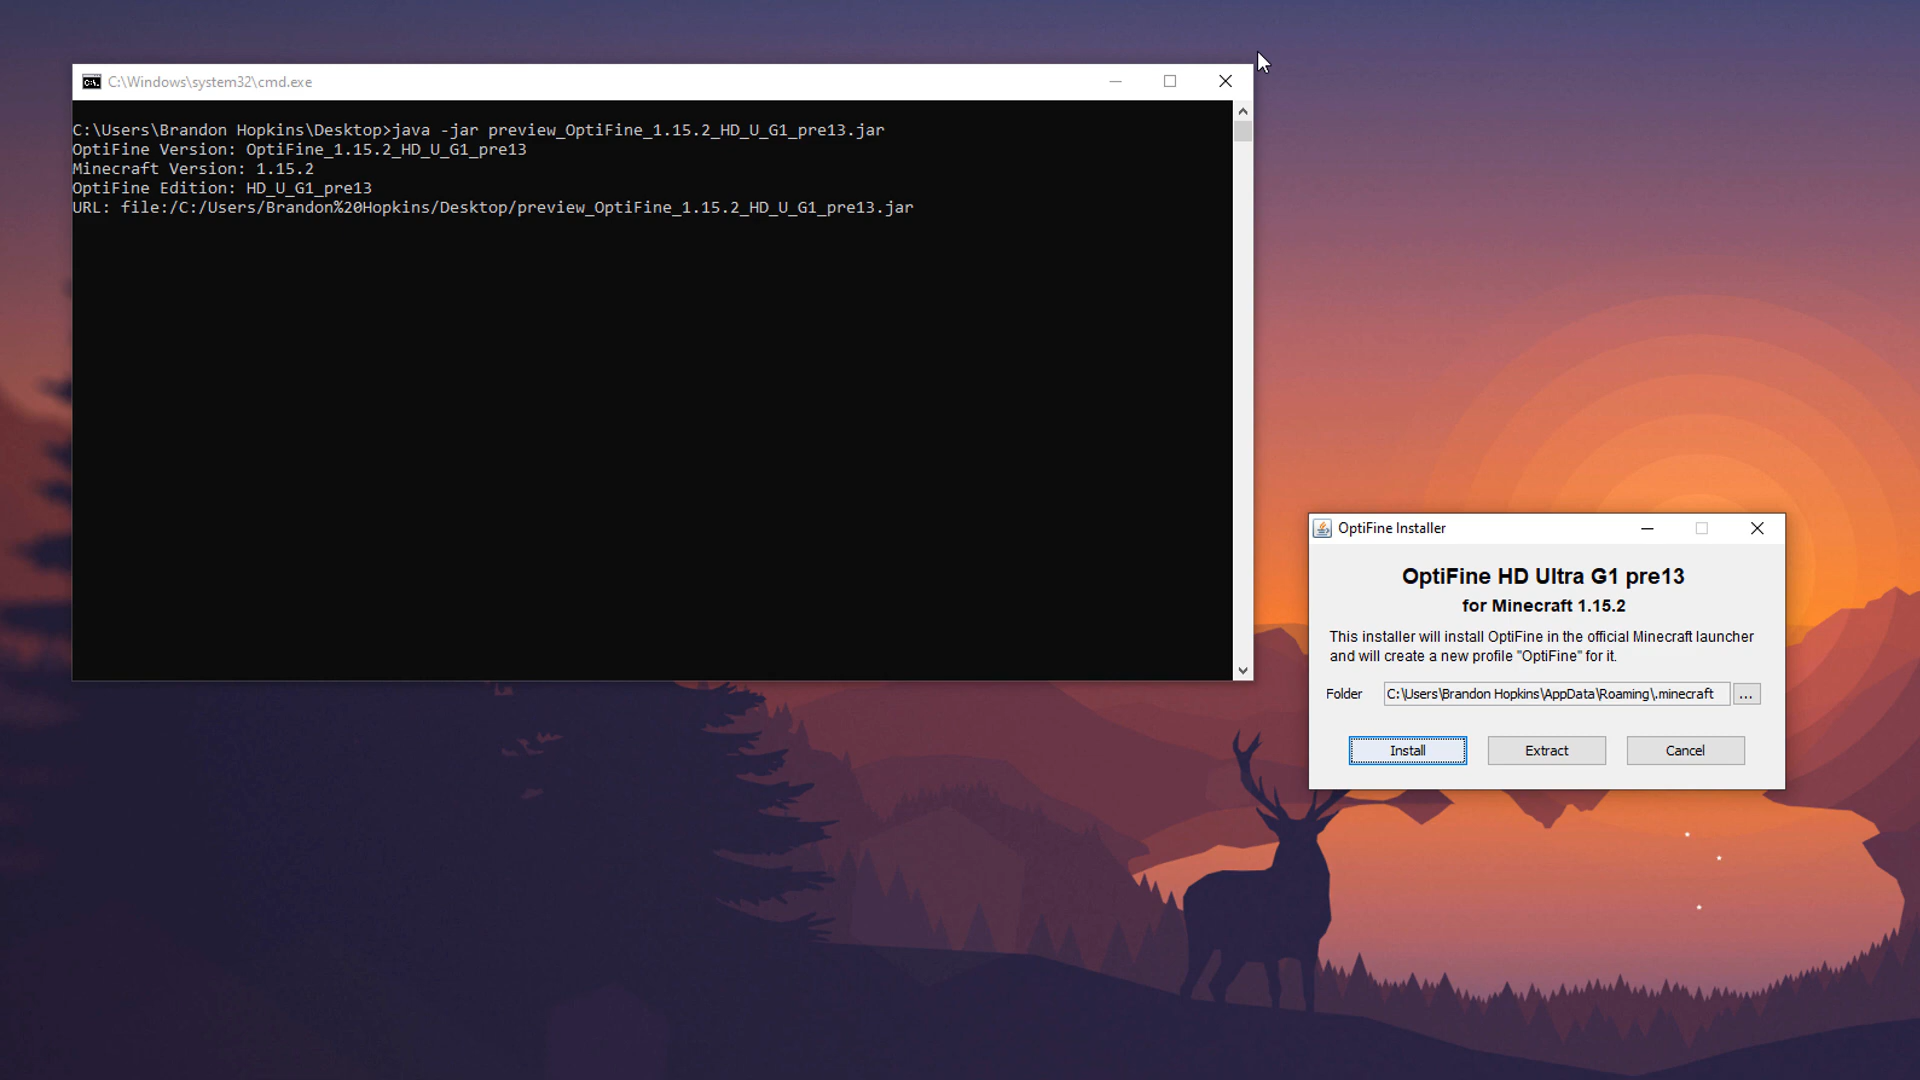 C:\Windows\system32\cmd.exe
C:\Users\Brandon Hopkins\Desktop>java -jar preview_OptiFine_1.15.2_HD_U_G1_pre13.jar
OptiFine Version: OptiFine_1.15.2_HD_U_G1_pre13
Minecraft Version: 1.15.2
OptiFine Edition: HD_U_G1_pre13
URL: file:/C:/Users/Brandon%20Hopkins/Desktop/preview_OptiFine_1.15.2_HD_U_G1_pre13.jar
OptiFine Installer
OptiFine HD Ultra G1 pre13
for Minecraft 1.15.2
This installer will install OptiFine in the official Minecraft launcher
and will create a new profile "OptiFine" for it.
Folder C:\Users\Brandon Hopkins\AppData\Roaming\.minecraft ...
Install Extract Cancel